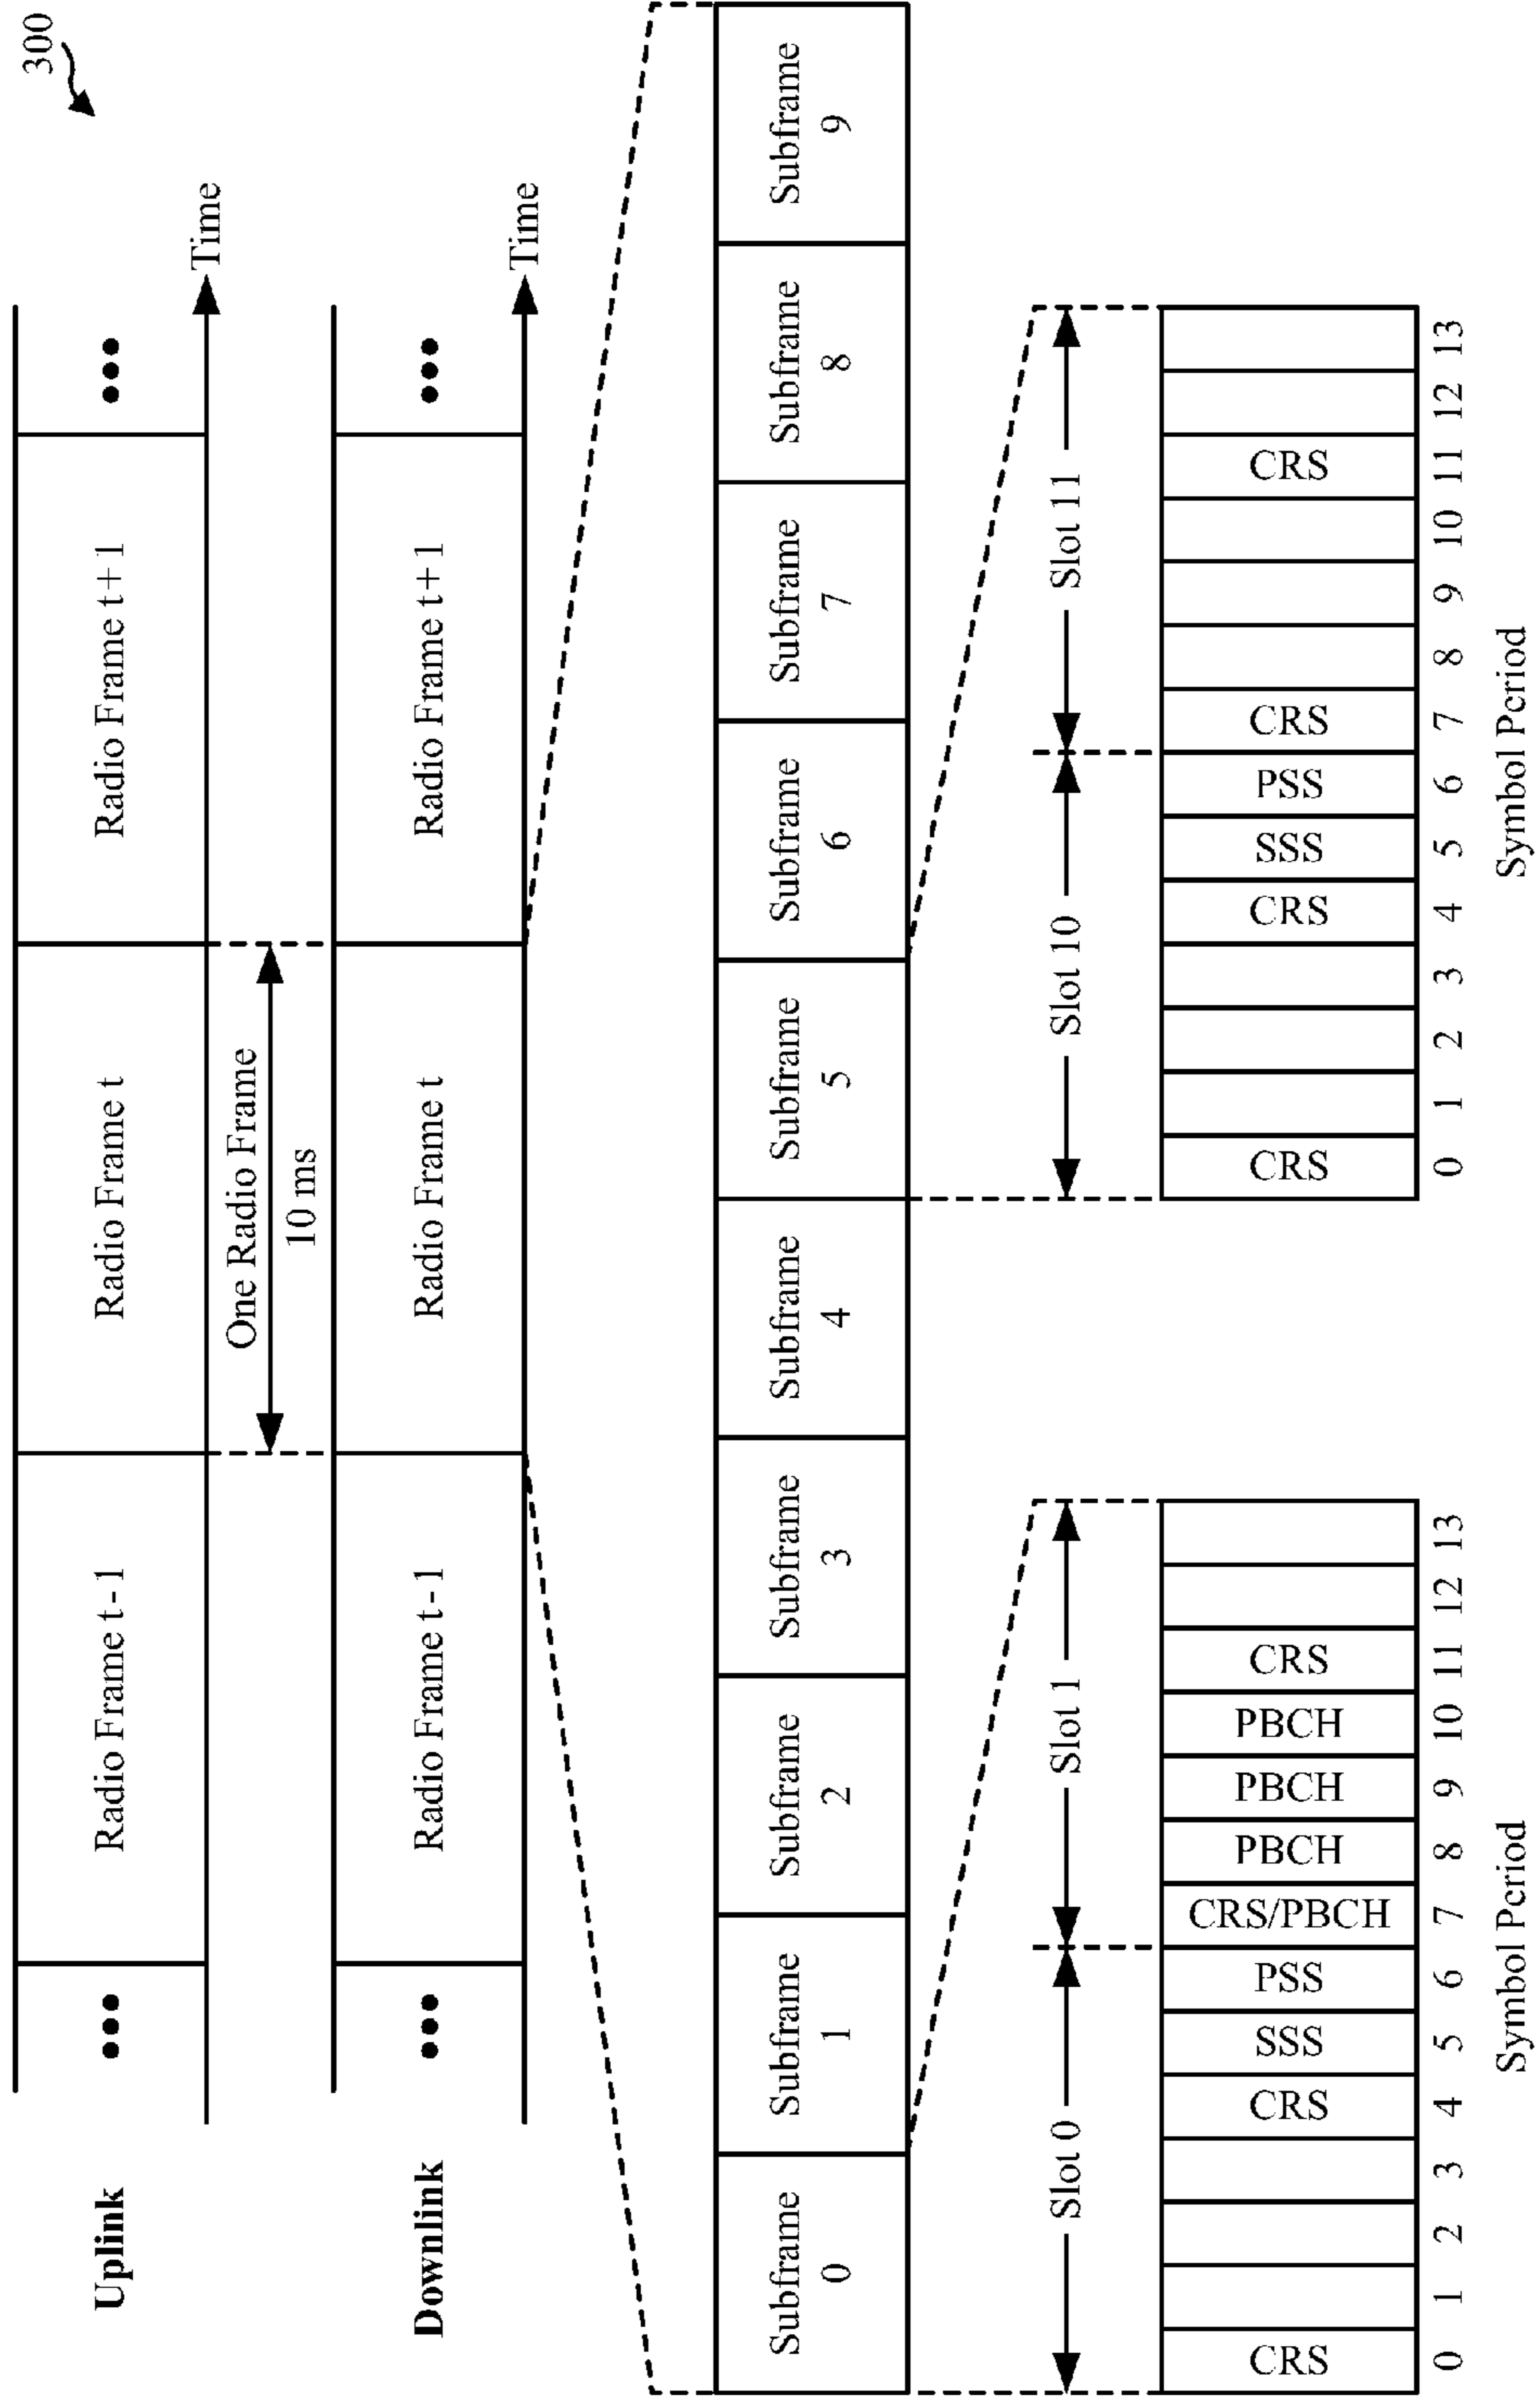 300
Uplink
••• Radio Frame t-1 Radio Frame t Radio Frame t+1 •••
Time
One Radio Frame
10 ms
Downlink
••• Radio Frame t-1 Radio Frame t Radio Frame t+1 •••
Time
Subframe 0
Subframe 1
Subframe 2
Subframe 3
Subframe 4
Subframe 5
Subframe 6
Subframe 7
Subframe 8
Subframe 9
Slot 0 Slot 1
CRS CRS SSS PSS CRS/PBCH PBCH PBCH PBCH CRS
0 1 2 3 4 5 6 7 8 9 10 11 12 13
Symbol Period
Slot 10 Slot 11
CRS CRS SSS PSS CRS CRS
0 1 2 3 4 5 6 7 8 9 10 11 12 13
Symbol Period